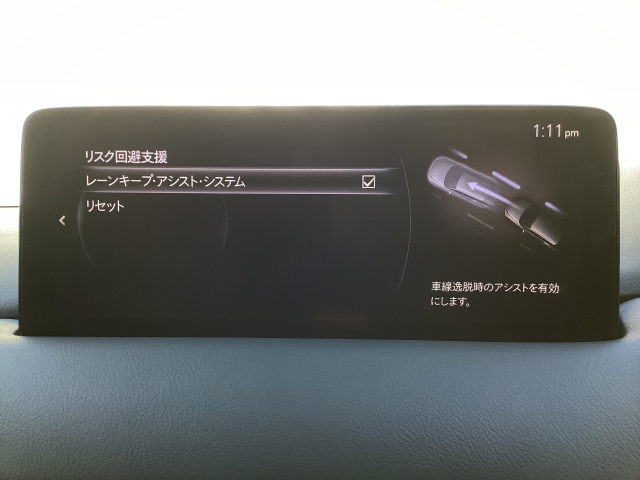 1:11pm
リスク回避支援
レーンキープ・アシスト・システム
リセット
車線逸脱時のアシストを有効
にします。